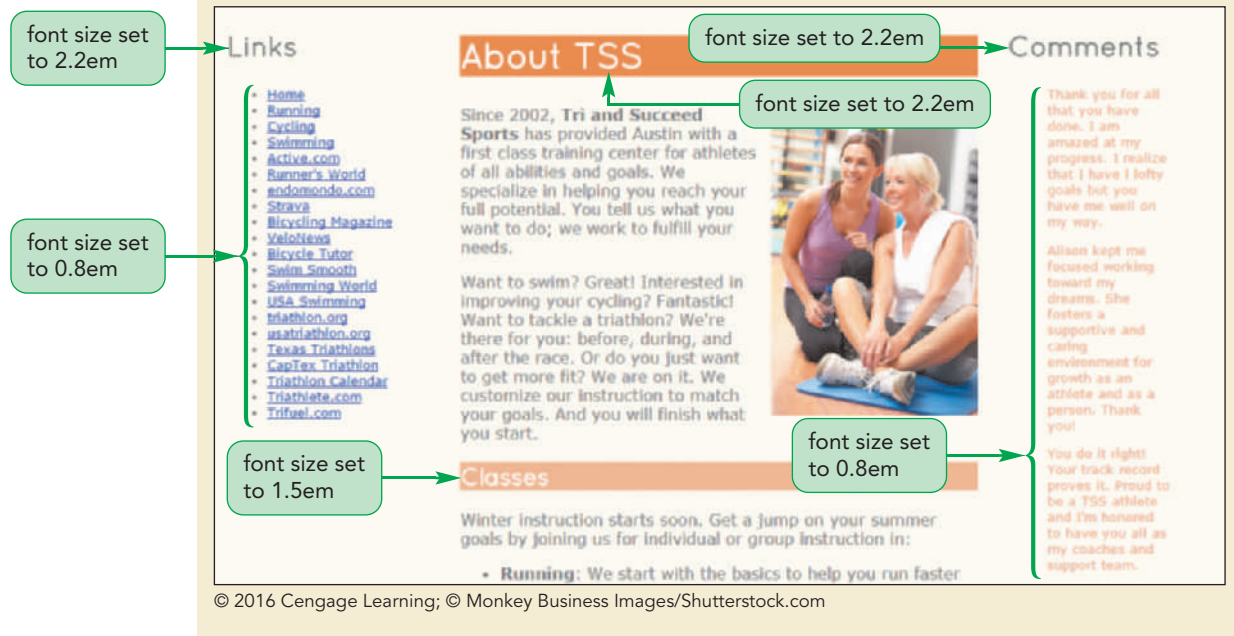 font size set
to 2.2em
Links
Home
Running
Cycling
Swimming
Active.com
Runner's World
endomondo.com
Strava
Bicycling Magazine
VeloNews
Bicycle Tutor
Swim Smooth
Swimming World
USA Swimming
triathlon.org
usatriathlon.org
Texas Triathlons
CapTex Triathlon
Triathlon Calendar
Triathlete.com
Trifuel.com
font size set
to 0.8em
About TSS
font size set to 2.2em
font size set to 2.2em
Since 2002, Tri and Succeed
Sports has provided Austin with a
first class training center for athletes
of all abilities and goals. We
specialize in helping you reach your
full potential. You tell us what you
want to do; we work to fulfill your
needs.
Want to swim? Great! Interested in
improving your cycling? Fantastic!
Want to tackle a triathlon? We're
there for you: before, during, and
after the race. Or do you just want
to get more fit? We are on it. We
customize our instruction to match
your goals. And you will finish what
you start.
font size set
to 1.5em
Classes
Winter instruction starts soon. Get a jump on your summer
goals by joining us for individual or group instruction in:
• Running: We start with the basics to help you run faster
Comments
Thank you for all
that you have
done. I am
amazed at my
progress. I realize
that I have l lofty
goals but you
have me well on
my way.
Alison kept me
focused working
toward my
dreams. She
fosters a
supportive and
caring
environment for
growth as an
athlete and as a
person. Thank
you!
You do it right!
Your track record
proves it. Proud to
be a TSS athlete
and I'm honored
to have you all as
my coaches and
support team.
font size set
to 0.8em
© 2016 Cengage Learning; © Monkey Business Images/Shutterstock.com